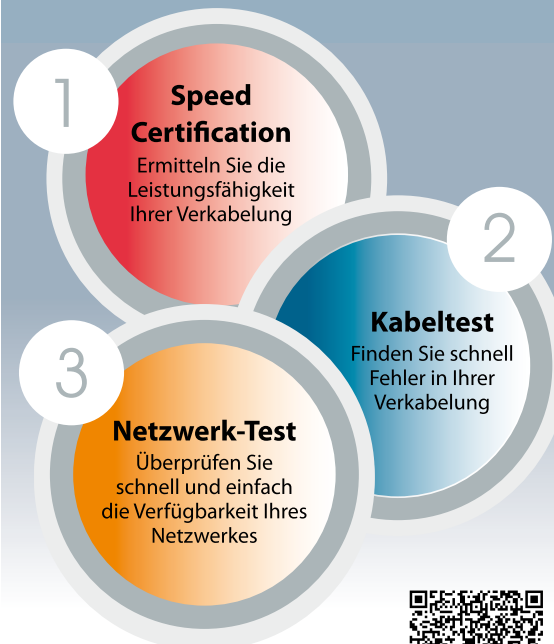 1
Speed
Certification
Ermitteln Sie die
Leistungsfähigkeit
Ihrer Verkabelung
2
Kabeltest
Finden Sie schnell
Fehler in Ihrer
Verkabelung
3
Netzwerk-Test
Überprüfen Sie
schnell und einfach
die Verfügbarkeit Ihres
Netzwerkes